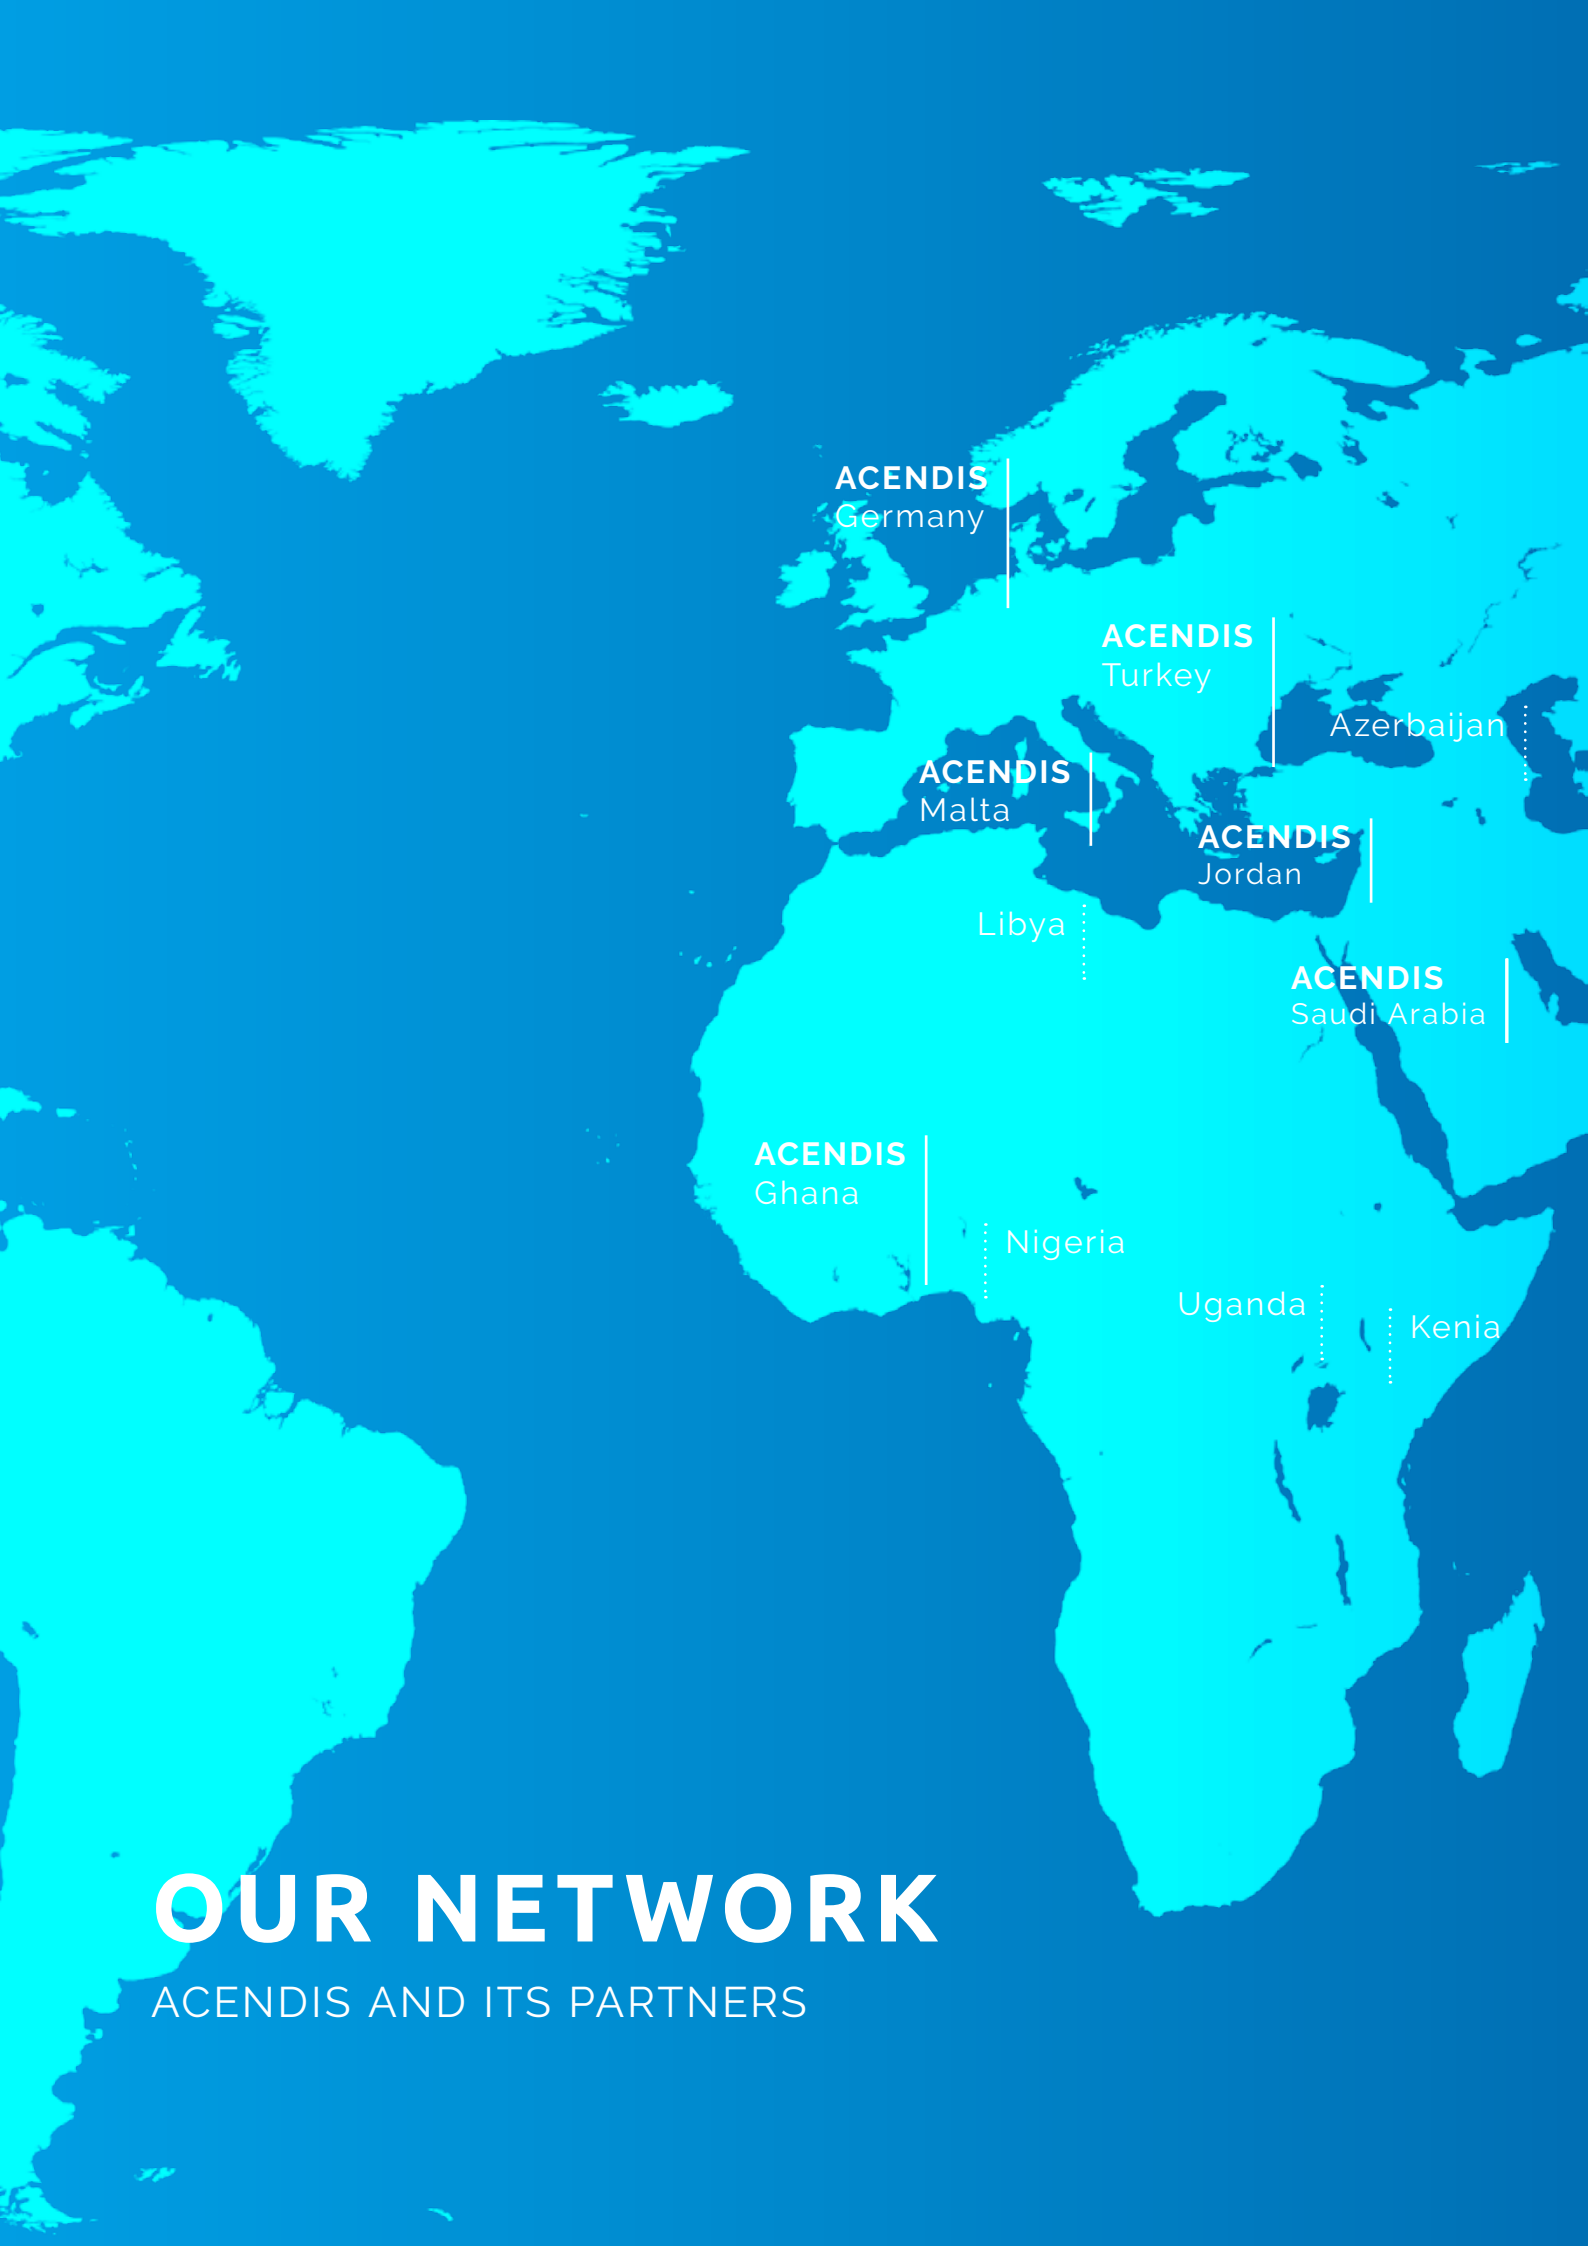 ACENDIS
Germany
ACENDIS
Turkey
Azerbaijan
ACENDIS
Malta
ACENDIS
Jordan
Libya
ACENDIS
Saudi Arabia
ACENDIS
Ghana
Nigeria
Uganda
Kenia
OUR NETWORK
ACENDIS AND ITS PARTNERS